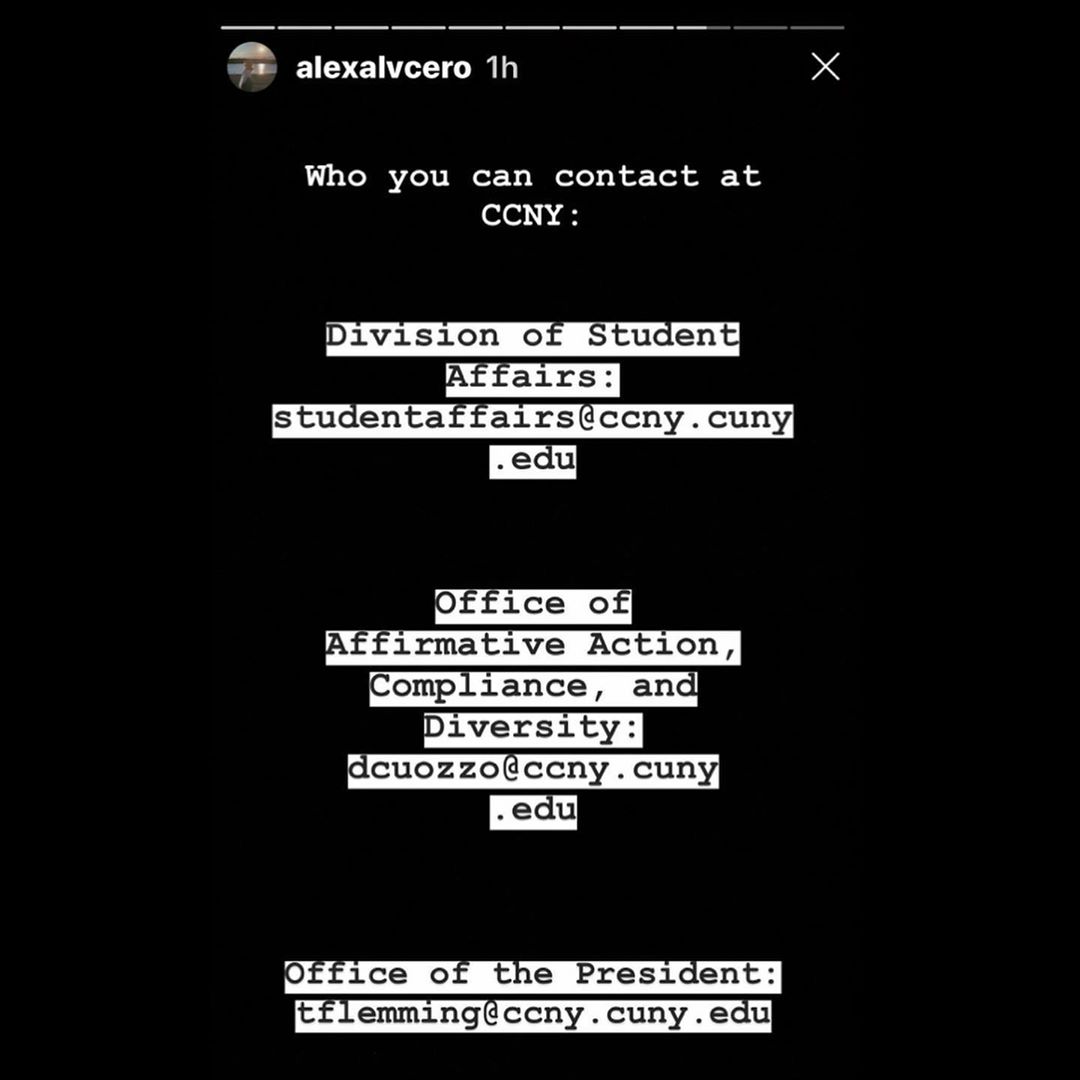 alexalvcero 1h
Who you can contact at
CCNY:
Division of Student
Affairs:
studentaffairs@ccny.cuny
.edu
Office of
Affirmative Action,
Compliance, and
Diversity:
dcuozzo@ccny.cuny
.edu
Office of the President:
tflemming@ccny.cuny.edu